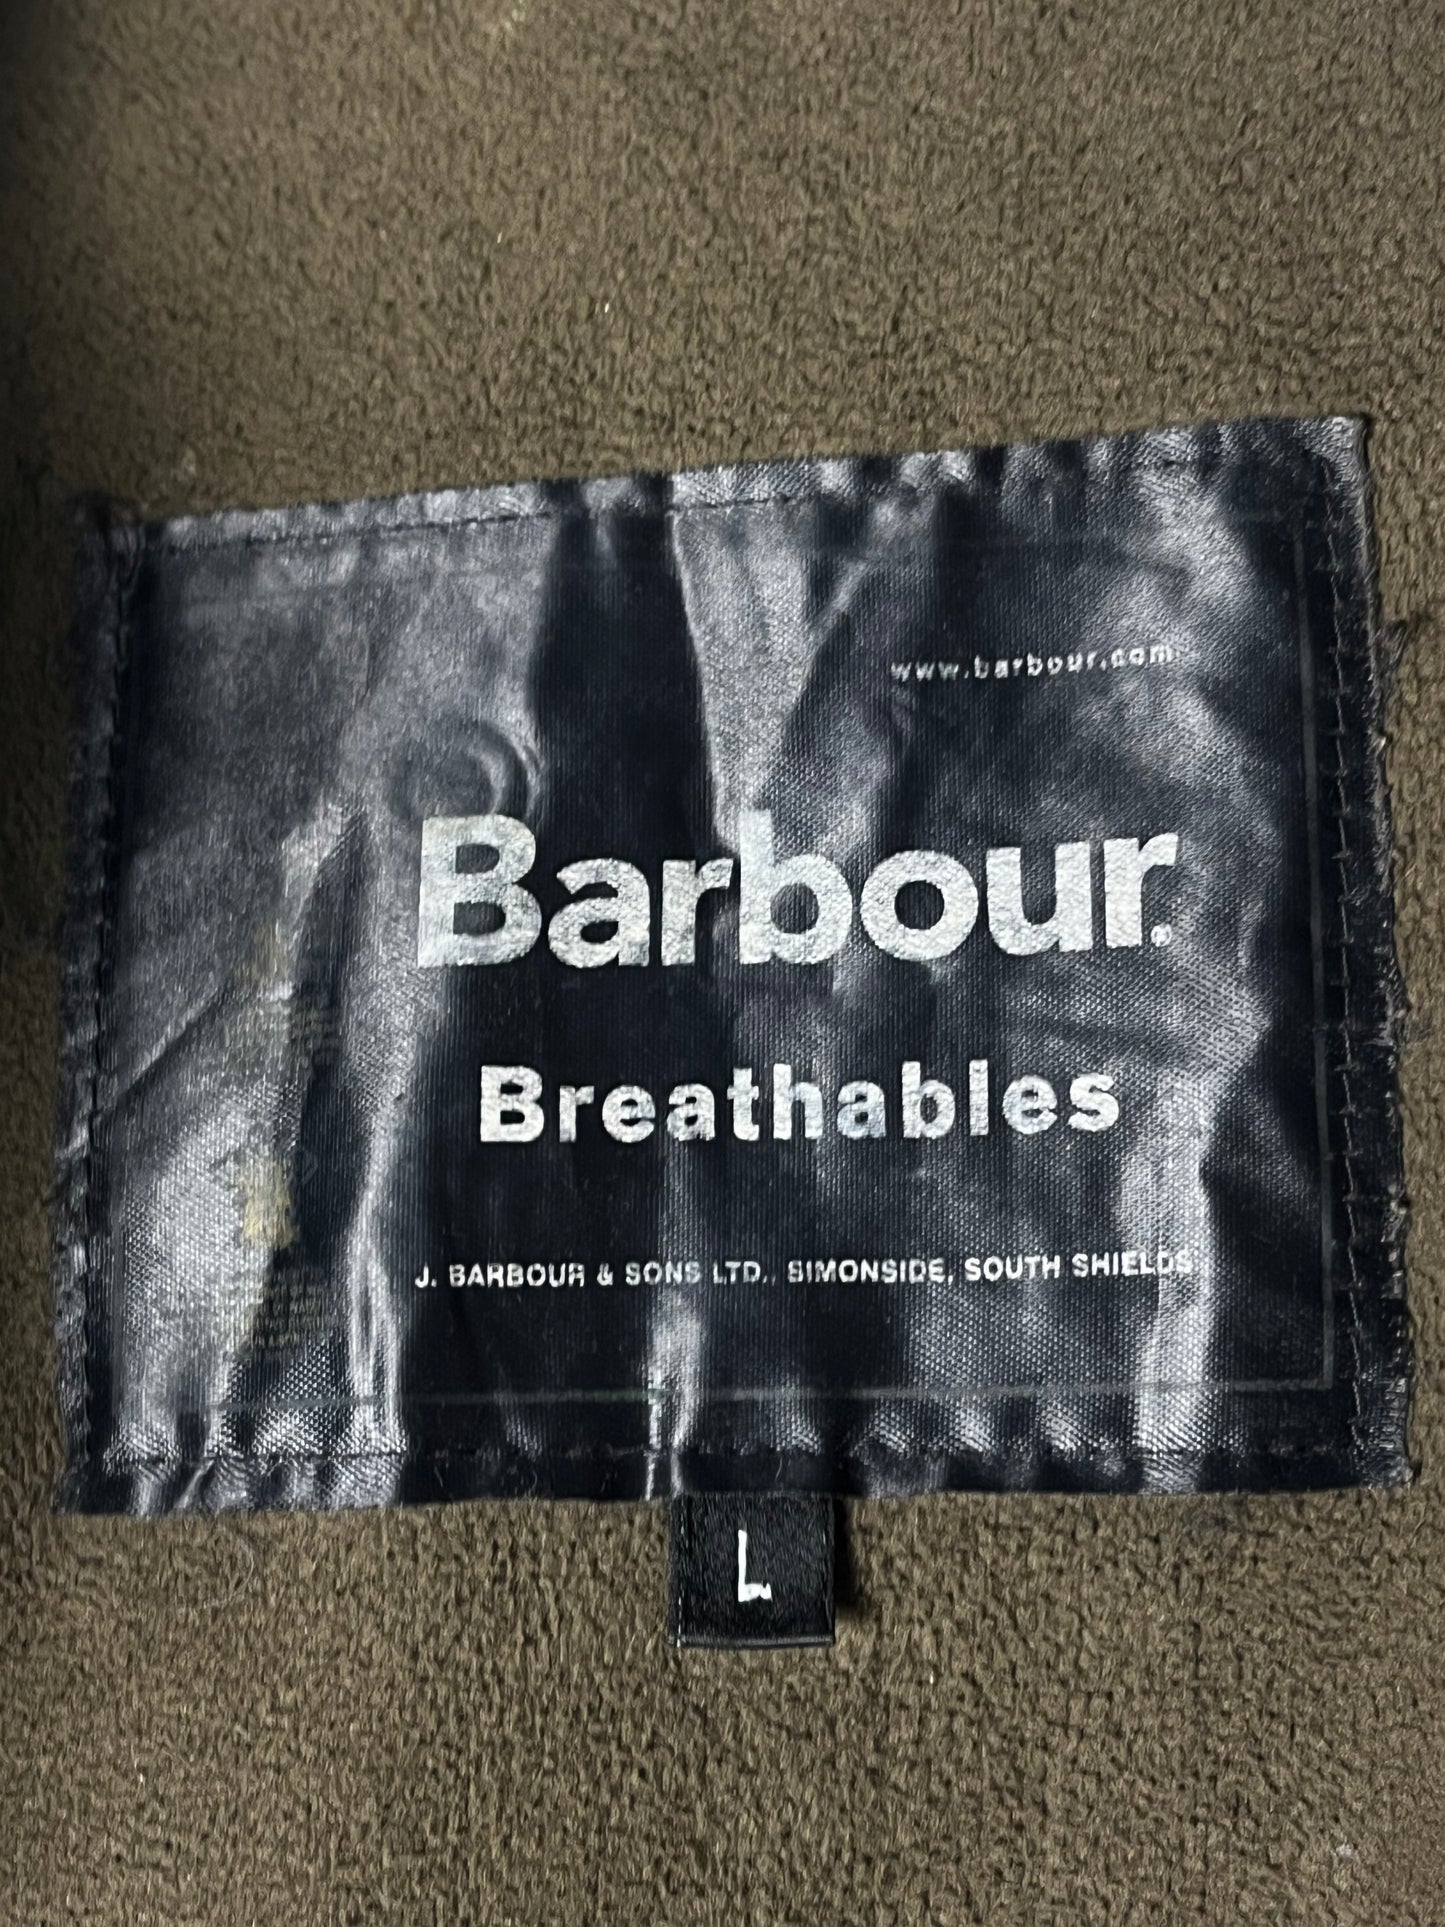 www.barbour.com
Barbour.
Breathables
J. BARBOUR & SONS LTD., SIMONSIDE, SOUTH SHIELDS
L